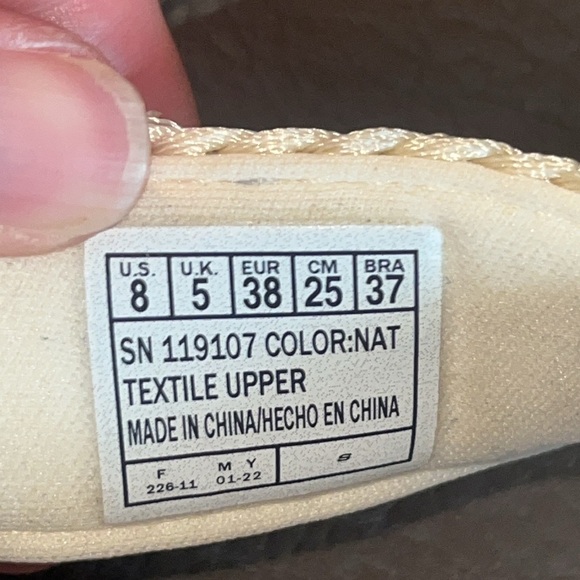 U.S. U.K. EUR CM BRA
8 5 38 25 37
SN 119107 COLOR:NAT
TEXTILE UPPER
MADE IN CHINA/HECHO EN CHINA
F M Y S
226-11 01-22